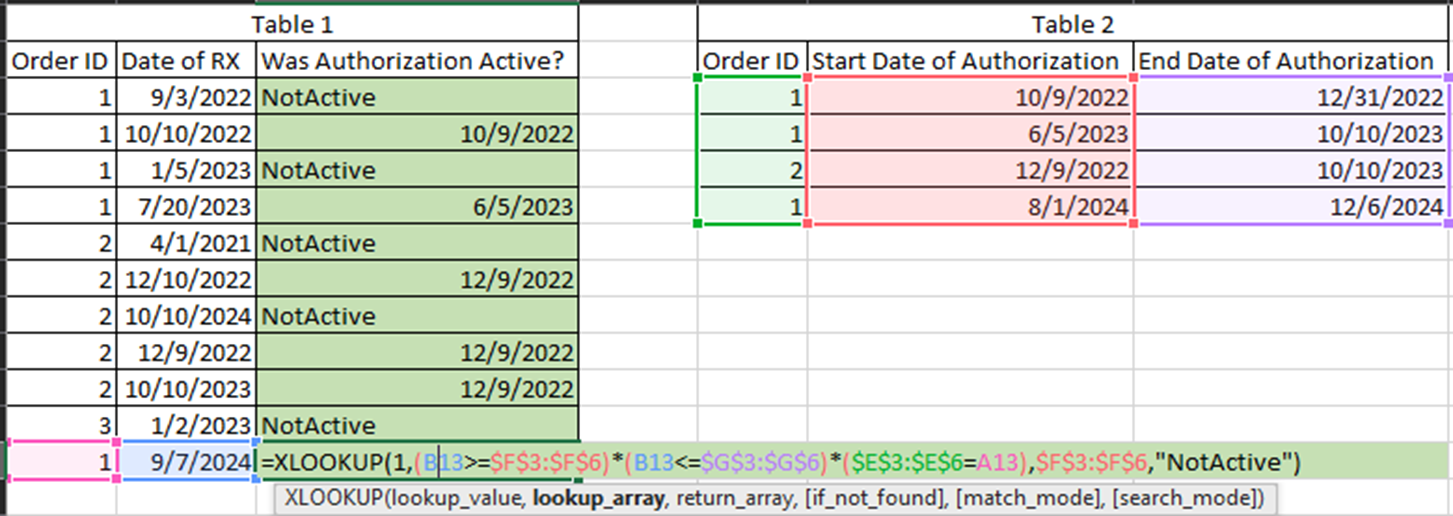 Table 1 Table 2
Order ID Date of RX Was Authorization Active? Order ID Start Date of Authorization End Date of Authorization
1 9/3/2022 NotActive 1 10/9/2022 12/31/2022
1 10/10/2022 10/9/2022 1 6/5/2023 10/10/2023
1 1/5/2023 NotActive 2 12/9/2022 10/10/2023
1 7/20/2023 6/5/2023 1 8/1/2024 12/6/2024
2 4/1/2021 NotActive
2 12/10/2022 12/9/2022
2 10/10/2024 NotActive
2 12/9/2022 12/9/2022
2 10/10/2023 12/9/2022
3 1/2/2023 NotActive
1 9/7/2024 =XLOOKUP(1,(B13>=$F$3:$F$6)*(B13<=$G$3:$G$6)*($E$3:$E$6=A13),$F$3:$F$6,"NotActive")
XLOOKUP(lookup_value, lookup_array, return_array, [if_not_found], [match_mode], [search_mode])